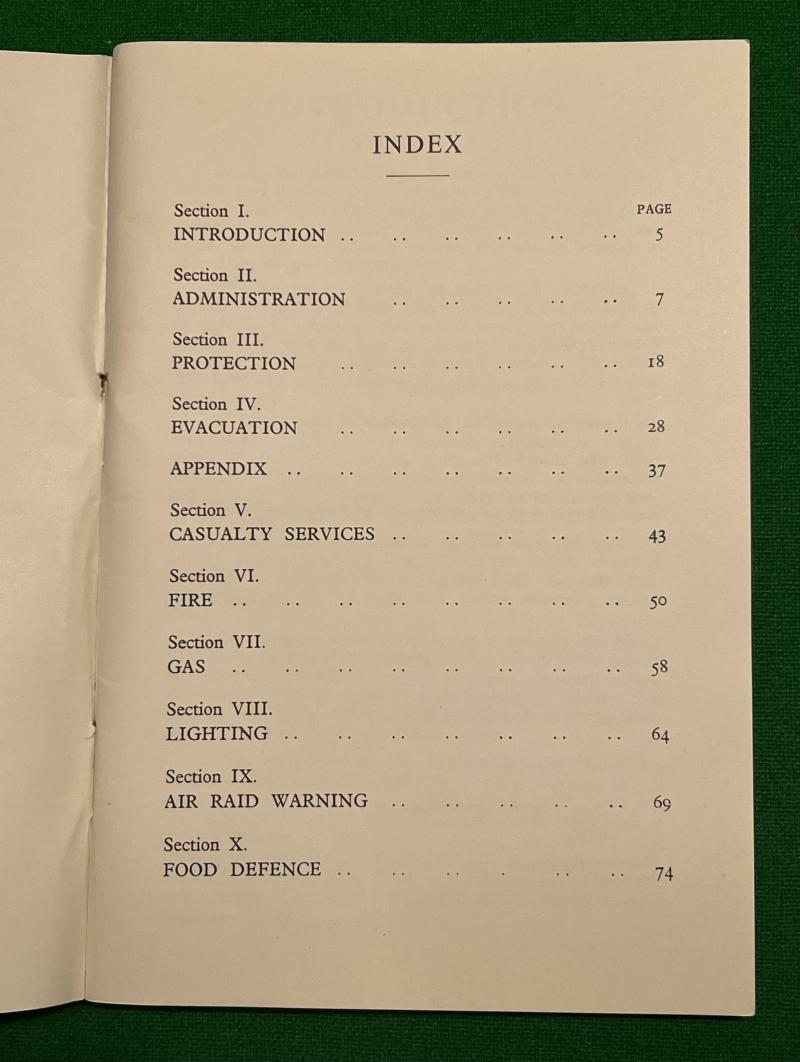 INDEX
Section I. PAGE
INTRODUCTION .. .. .. .. .. .. 5
Section II.
ADMINISTRATION .. .. .. .. .. 7
Section III.
PROTECTION .. .. .. .. .. .. 18
Section IV.
EVACUATION .. .. .. .. .. .. 28
APPENDIX .. .. .. .. .. .. .. 37
Section V.
CASUALTY SERVICES .. .. .. .. .. 43
Section VI.
FIRE .. .. .. .. .. .. .. .. 50
Section VII.
GAS .. .. .. .. .. .. .. .. 58
Section VIII.
LIGHTING .. .. .. .. .. .. .. 64
Section IX.
AIR RAID WARNING .. .. .. .. .. 69
Section X.
FOOD DEFENCE .. .. .. . .. .. 74